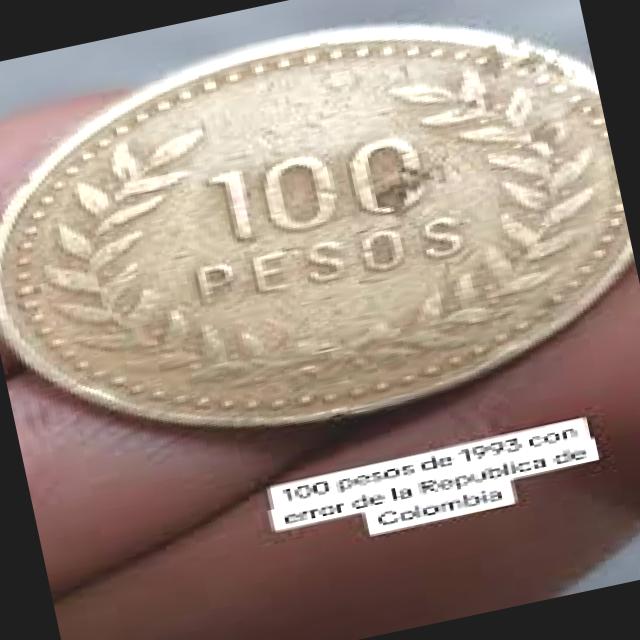 100
PESOS
100 pesos de 1993 con
error de la Republica de
Colombia